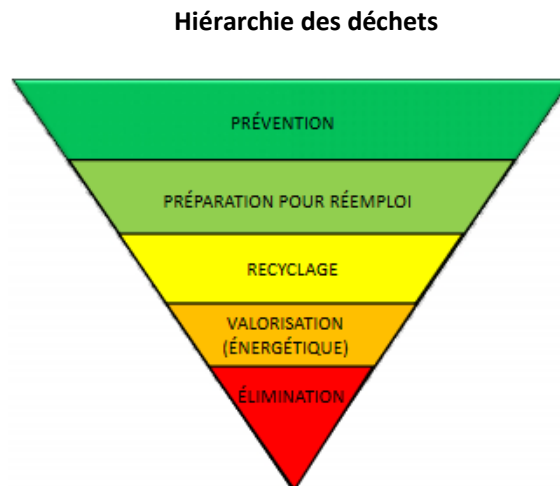 Hiérarchie des déchets
PRÉVENTION
PRÉPARATION POUR RÉEMPLOI
RECYCLAGE
VALORISATION
(ÉNERGÉTIQUE)
ÉLIMINATION